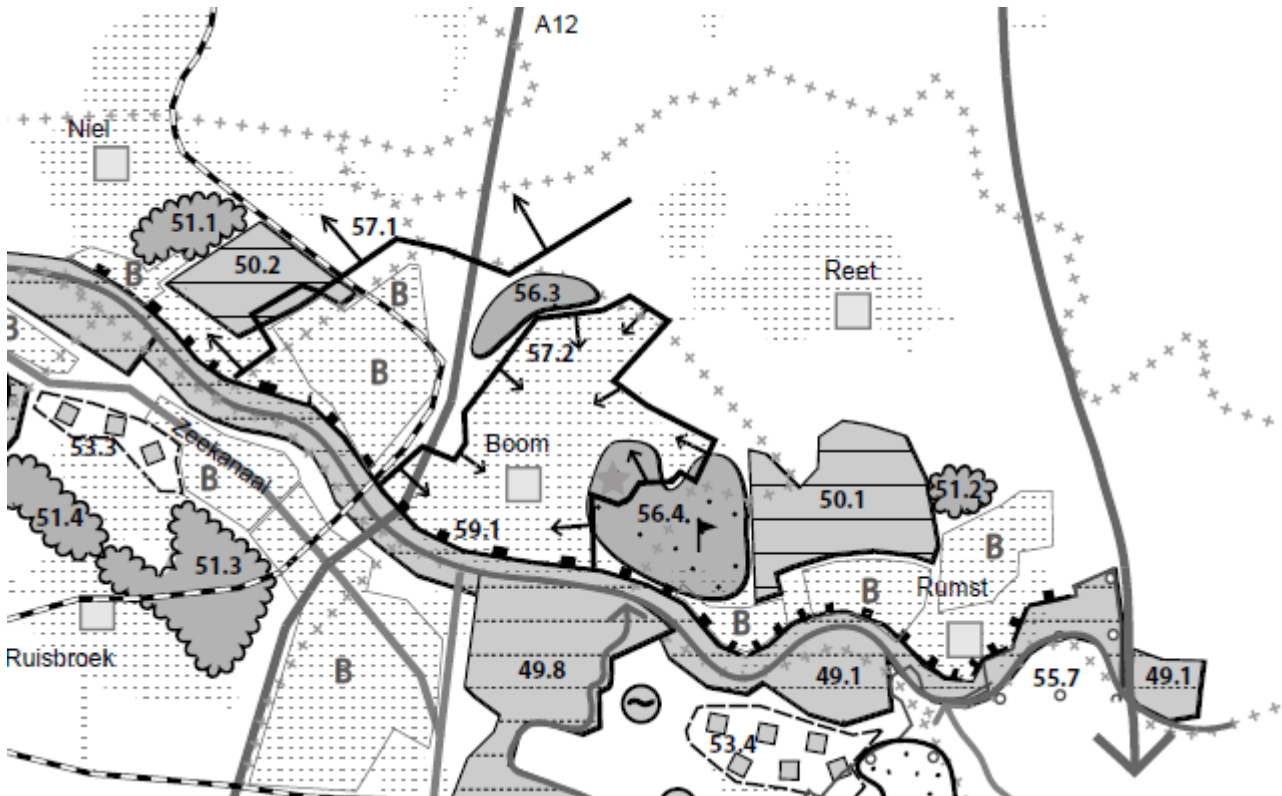 A12
Niel
51.1
57.1
50.2
B
B
Reet
56.3
B
57.2
B
53.3
Zeekanaal
Boom
B
51.4
56.4
50.1
51.2
59.1
B
51.3
B
Rumst
B
Ruisbroek
B
49.8
49.1
55.7
49.1
53.4